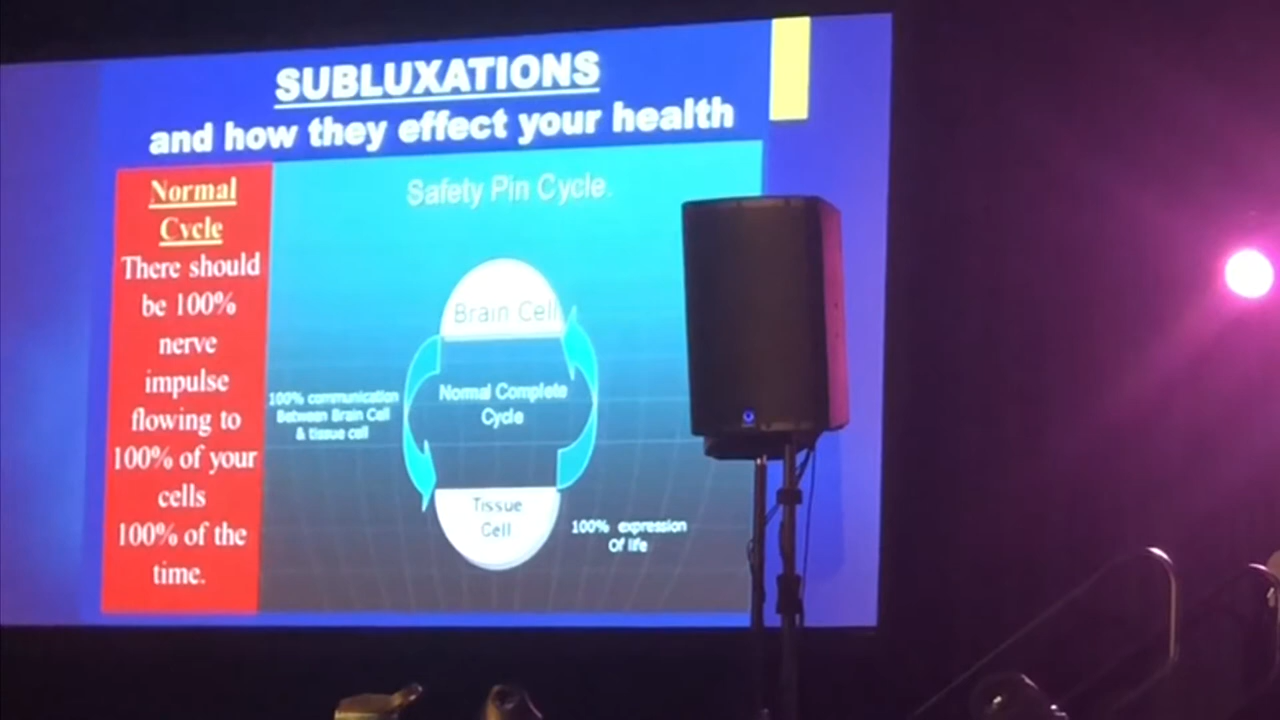 SUBLUXATIONS
and how they effect your health
Normal
Cycle
There should
be 100%
nerve
impulse
flowing to
100% of your
cells
100% of the
time.
Safety Pin Cycle.
Brain Cell
100% communication
Between Brain Cell
& tissue cell
Normal Complete
Cycle
Tissue
Cell
100% expression
Of life